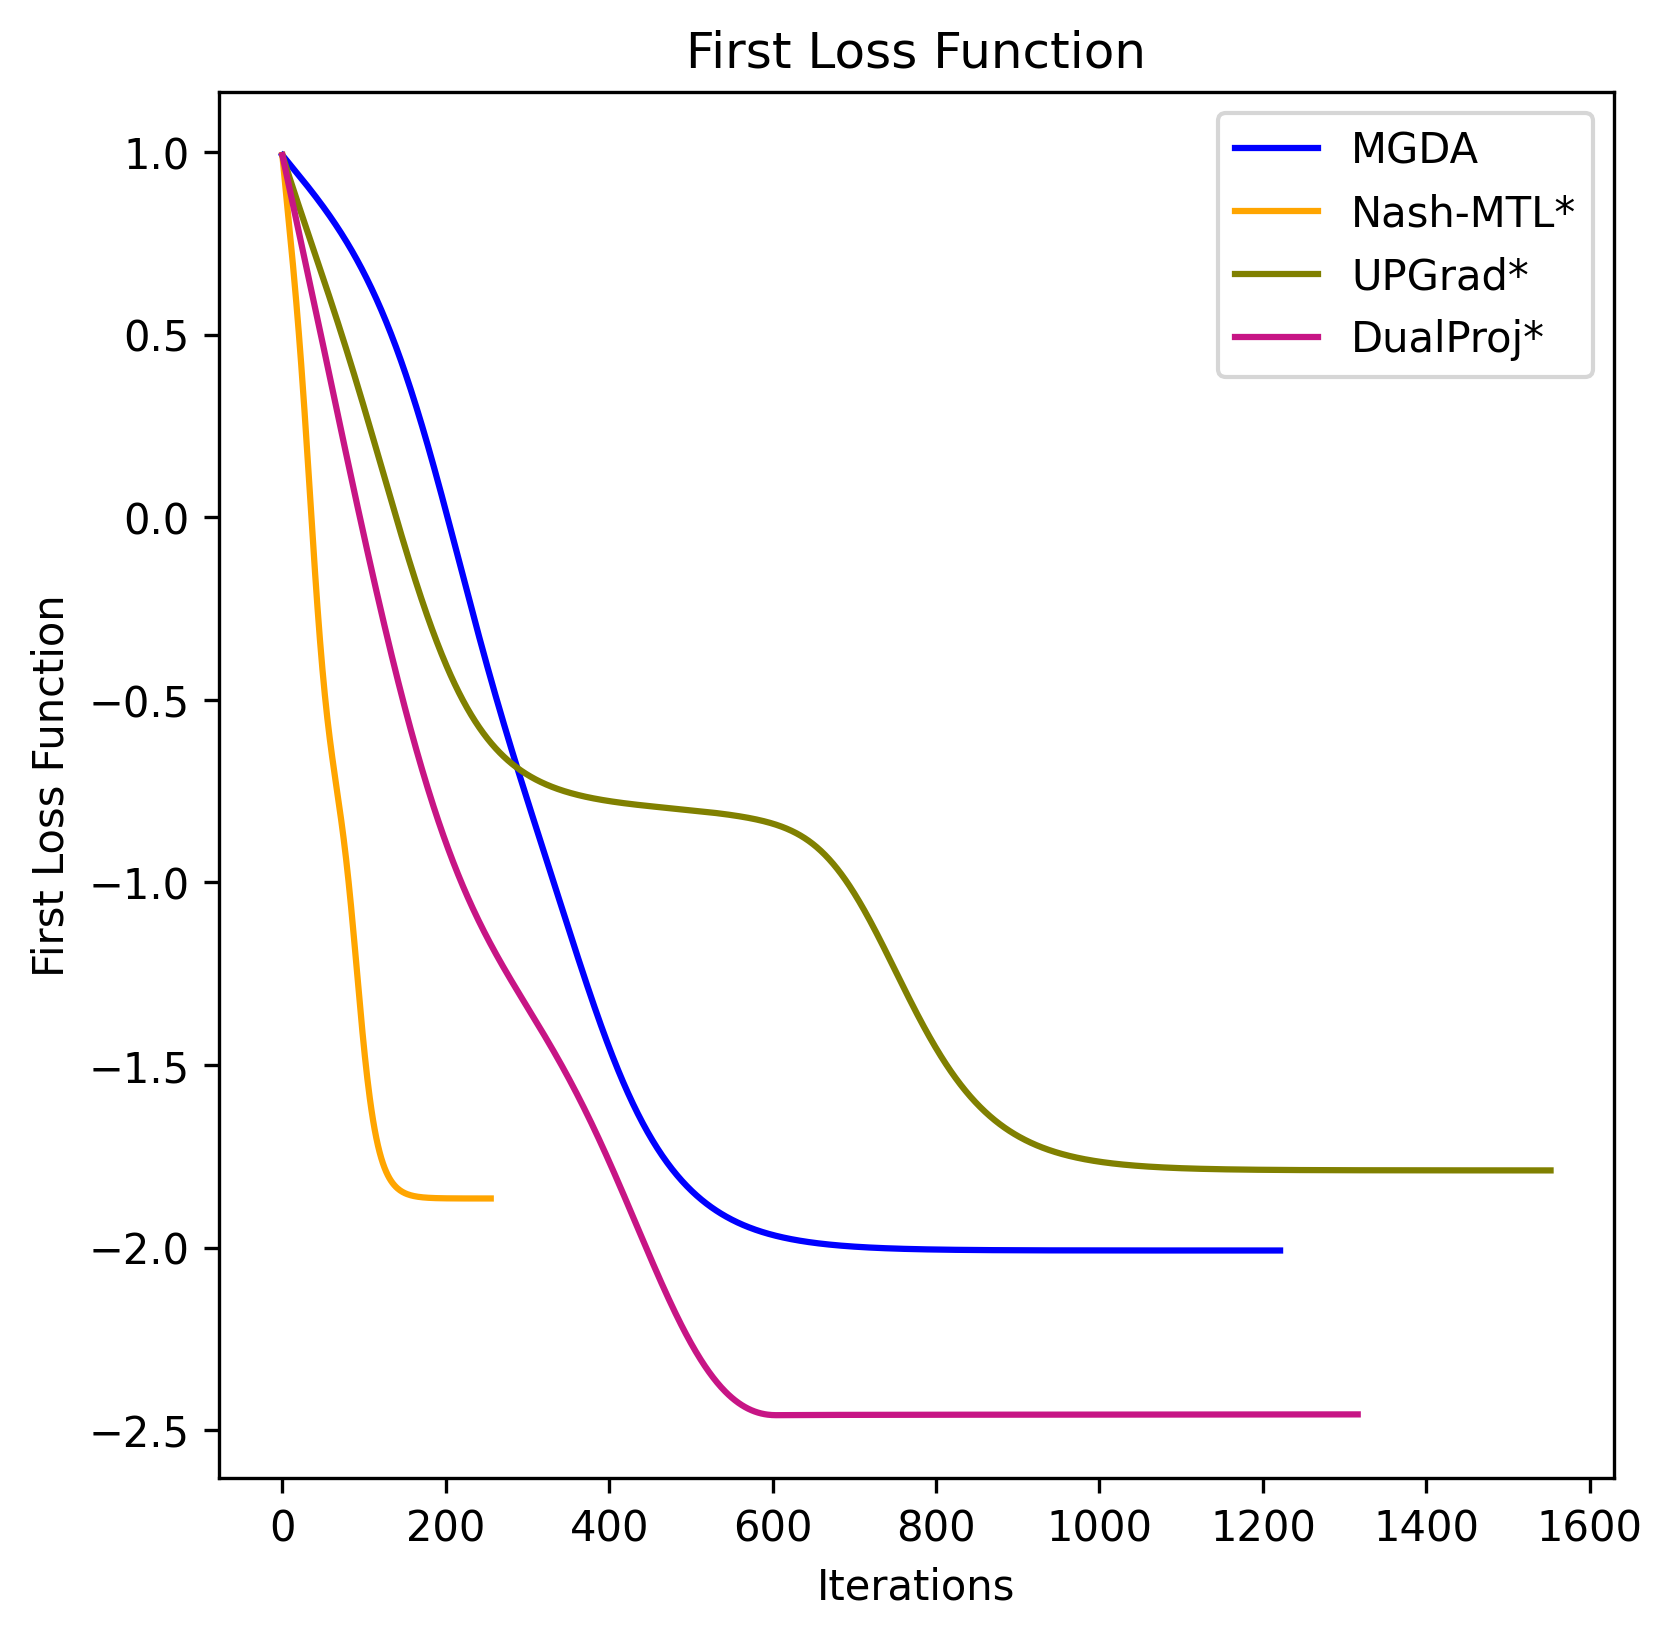 First Loss Function
MGDA
Nash-MTL*
UPGrad*
DualProj*
First Loss Function
1.0
0.5
0.0
−0.5
−1.0
−1.5
−2.0
−2.5
0 200 400 600 800 1000 1200 1400 1600
Iterations